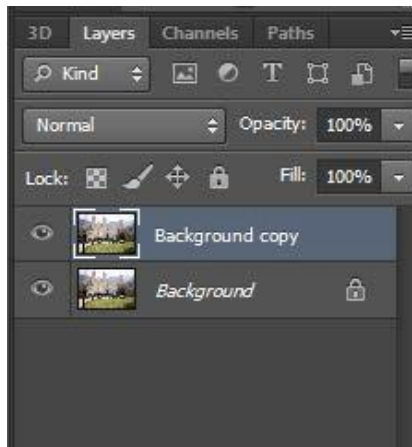 3D Layers Channels Paths
Kind T
Normal Opacity: 100%
Lock: Fill: 100%
Background copy
Background